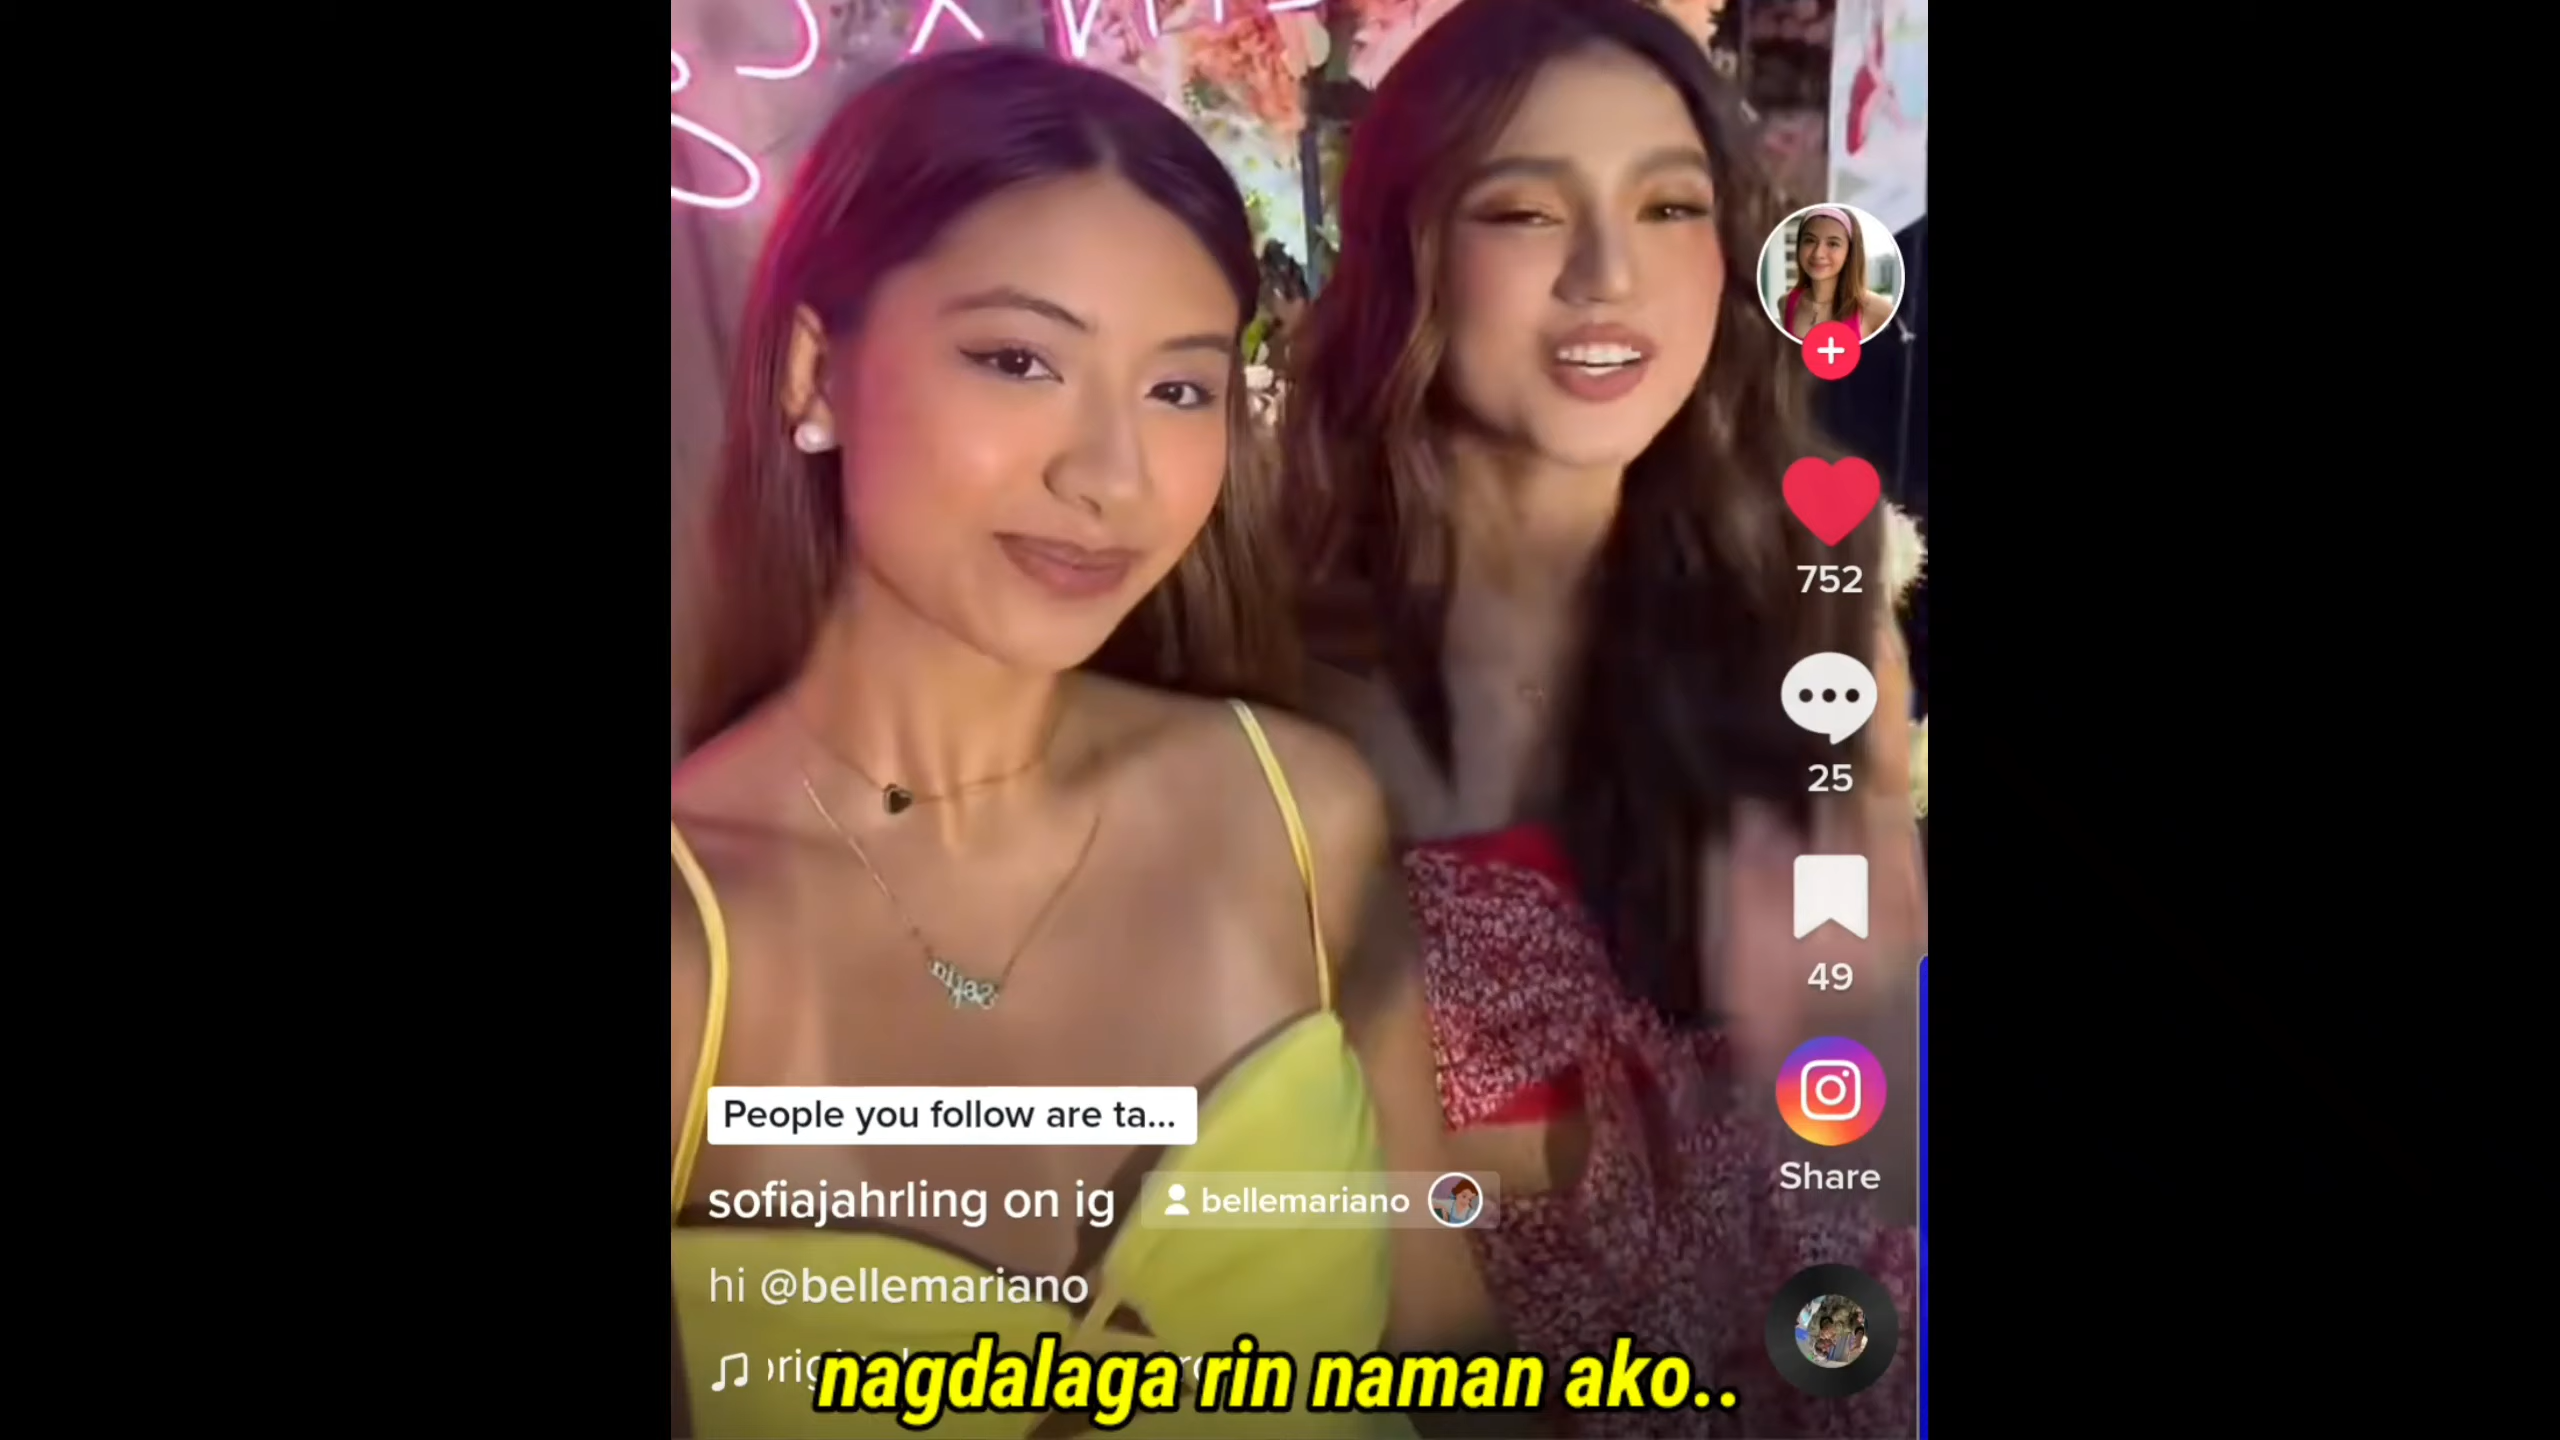 752
25
49
Share
People you follow are ta...
sofiajahrling on ig
bellemariano
hi @bellemariano
nagdalaga rin naman ako..